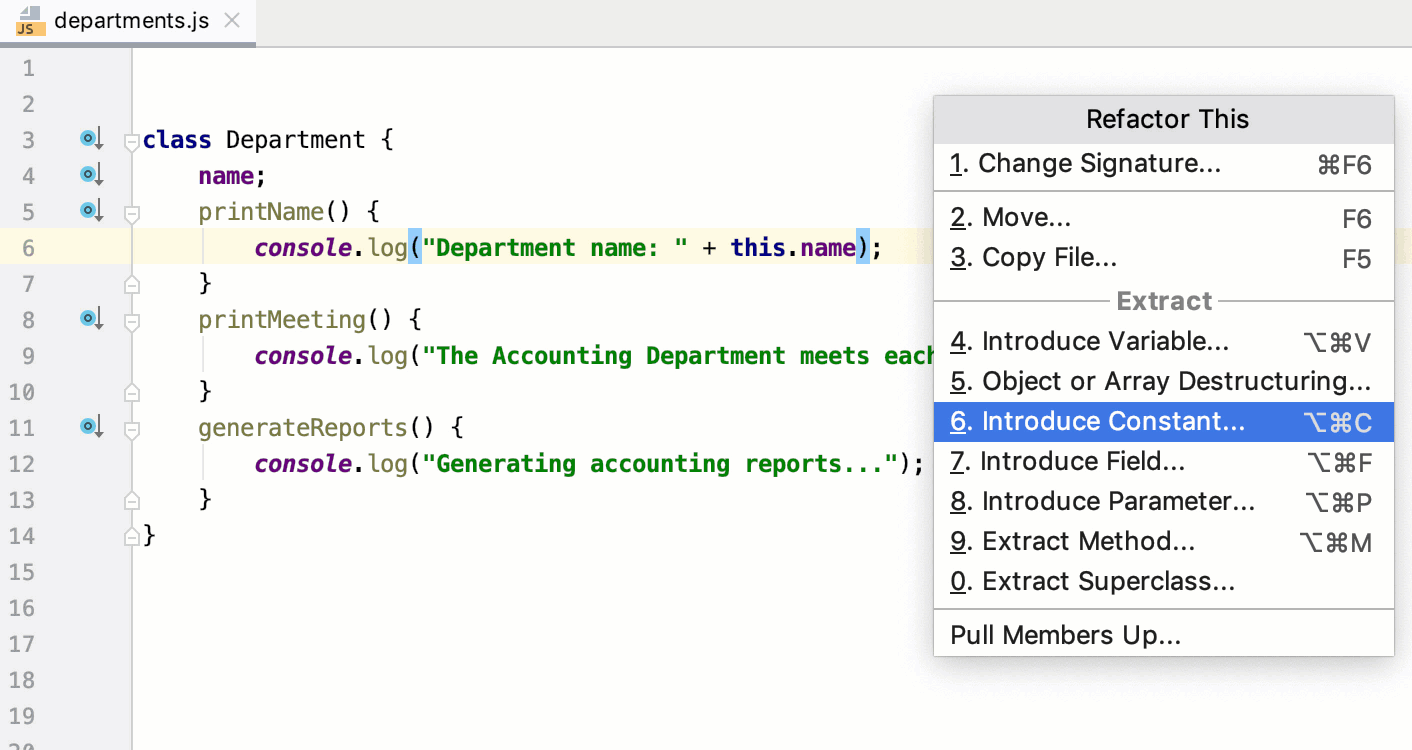 JS departments.js
1
2
3 class Department {
4 name;
5 printName() {
6 console.log("Department name: " + this.name);
7 }
8 printMeeting() {
9 console.log("The Accounting Department meets each
10 }
11 generateReports() {
12 console.log("Generating accounting reports...");
13 }
14 }
15
16
17
18
19
20
Refactor This
1. Change Signature... ⌘F6
2. Move... F6
3. Copy File... F5
Extract
4. Introduce Variable... ⌥⌘V
5. Object or Array Destructuring...
6. Introduce Constant... ⌥⌘C
7. Introduce Field... ⌥⌘F
8. Introduce Parameter... ⌥⌘P
9. Extract Method... ⌥⌘M
0. Extract Superclass...
Pull Members Up...